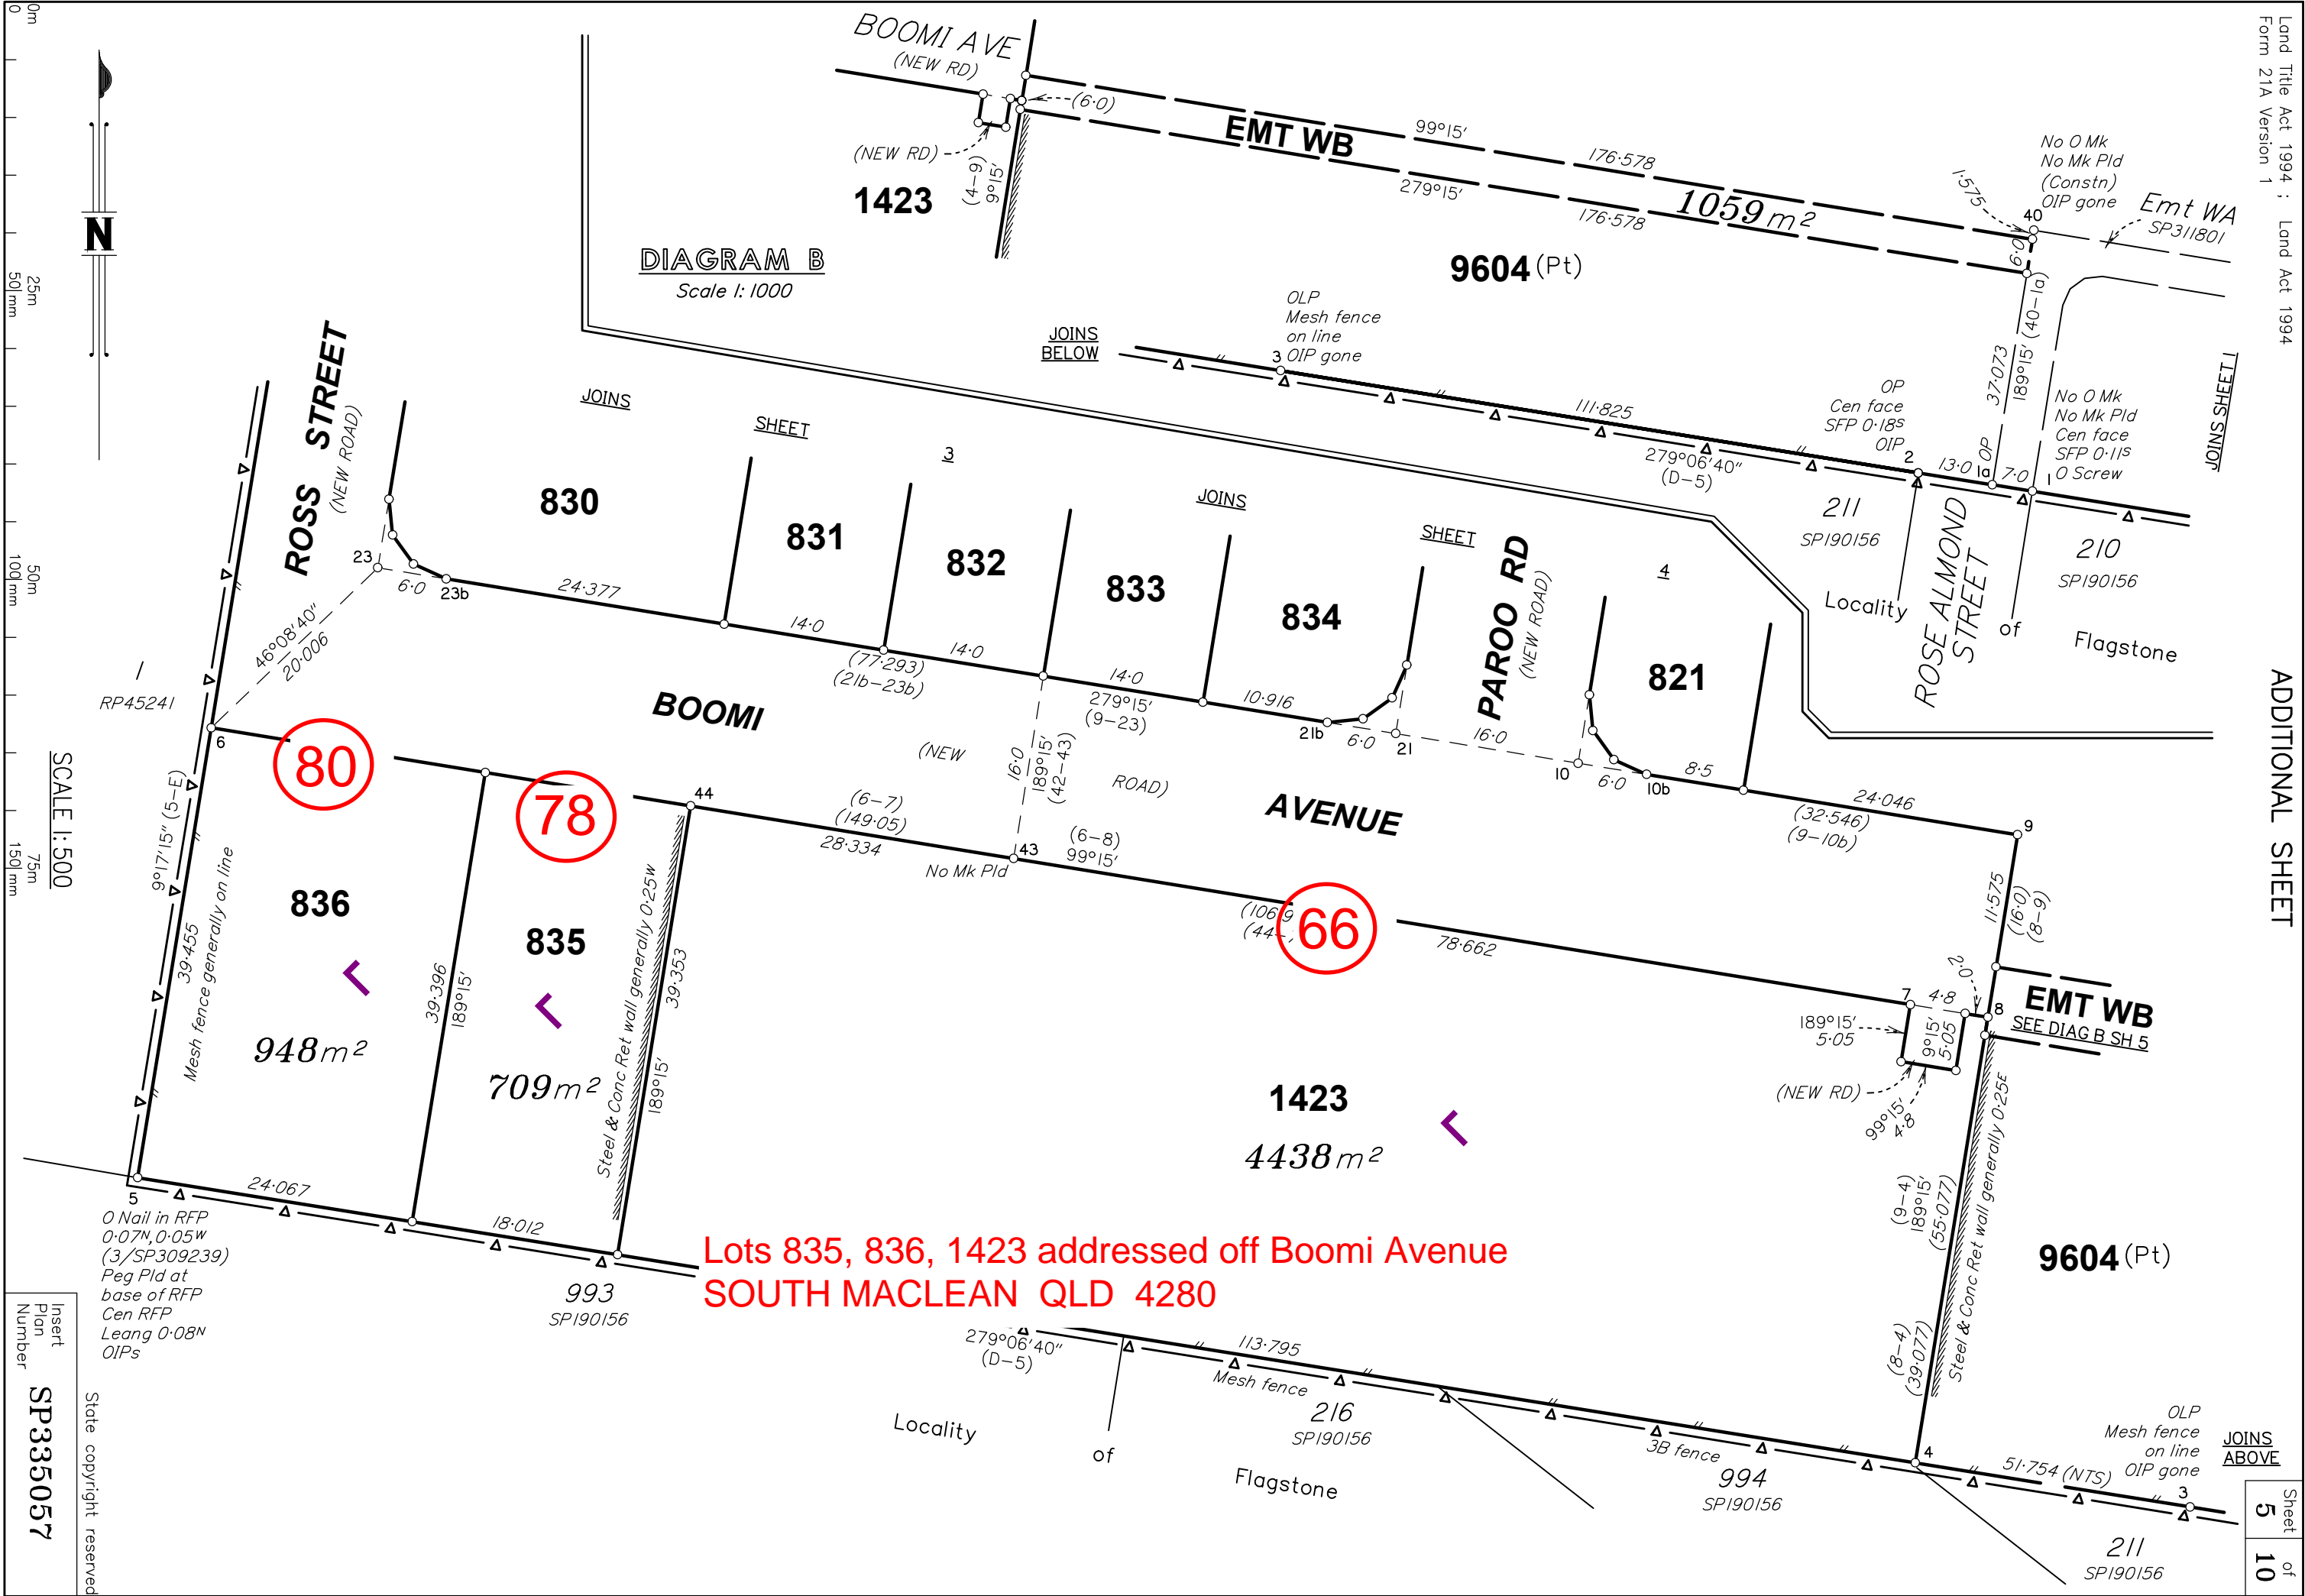 Land Title Act 1994 ; Land Act 1994
Form 21A Version 1
ADDITIONAL SHEET
Sheet of
5 10
0m 25m 50m 75m
0 50 mm 100 mm 150 mm
N
SCALE 1:500
BOOMI AVE
(NEW RD)
(6·0)
(NEW RD)
1423
(4-9)
9°15'
DIAGRAM B
Scale 1: 1000
EMT WB
99°15'
176·578
279°15'
176·578
1059 m²
9604 (Pt)
1·575
No O Mk
No Mk Pld
(Constn)
OIP gone
40
Emt WA
SP311801
6·0
37·073
189°15' (40-1a)
JOINS SHEET 1
OLP
Mesh fence
on line
OIP gone
3
JOINS
BELOW
111·825
279°06'40"
(D-5)
OP
Cen face
SFP 0·18S
OIP
2
13·0
1a
OP
7·0
1
No O Mk
No Mk Pld
Cen face
SFP 0·11S
O Screw
211
SP190156
210
SP190156
ROSE ALMOND
STREET
Locality of Flagstone
ROSS STREET
(NEW ROAD)
JOINS SHEET 3
JOINS SHEET 4
830
831
832
833
834
PAROO RD
(NEW ROAD)
821
23
6·0
23b
24·377
14·0
(77·293)
(21b-23b)
14·0
14·0
279°15'
(9-23)
10·916
21b
6·0
21
16·0
10
6·0
10b
8·5
24·046
(32·546)
(9-10b)
9
46°08'40"
20·006
1
RP45241
6
80
78
44
BOOMI AVENUE
(NEW ROAD)
16·0
189°15'
(42-43)
(6-7)
(149·05)
28·334
43
No Mk Pld
(6-8)
99°15'
(106·9
(44-
66
78·662
11·575
(16·0)
(8-9)
2·0
7
4·8
8
189°15'
5·05
9°15'
5·05
(NEW RD)
99°15'
4·8
EMT WB
SEE DIAG B SH 5
9°17'15" (5-E)
39·455
Mesh fence generally on line
836
948 m²
39·396
189°15'
835
709 m²
Steel & Conc Ret wall generally 0·25W
39·353
189°15'
1423
4438 m²
(9-4)
189°15'
(55·077)
Steel & Conc Ret wall generally 0·25E
(8-4)
(39·077)
9604 (Pt)
5
24·067
18·012
O Nail in RFP
0·07N,0·05W
(3/SP309239)
Peg Pld at
base of RFP
Cen RFP
Leang 0·08N
OIPs
993
SP190156
Lots 835, 836, 1423 addressed off Boomi Avenue
SOUTH MACLEAN QLD 4280
279°06'40"
(D-5)
113·795
Mesh fence
216
SP190156
Locality of Flagstone
3B fence
994
SP190156
4
51·754 (NTS)
OLP
Mesh fence
on line
OIP gone
3
JOINS
ABOVE
211
SP190156
State copyright reserved
Insert
Plan
Number
SP335057